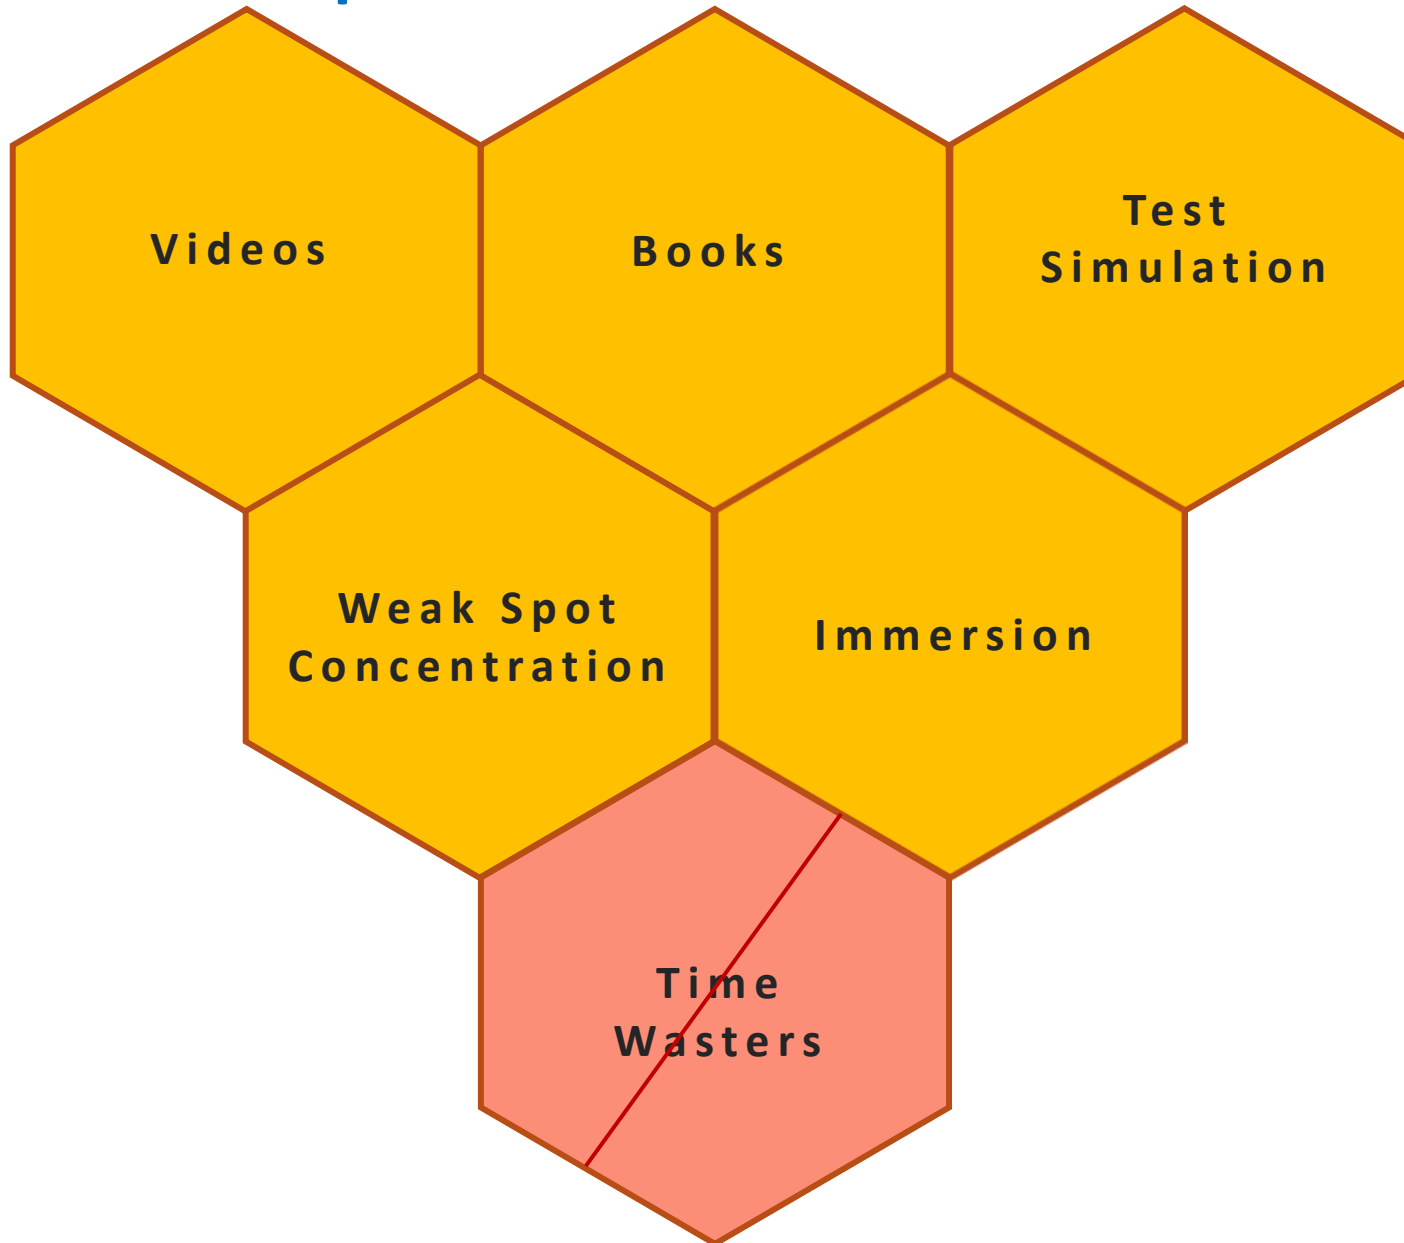 Videos
Books
Test
Simulation
Weak Spot
Concentration
Immersion
Time
Wasters